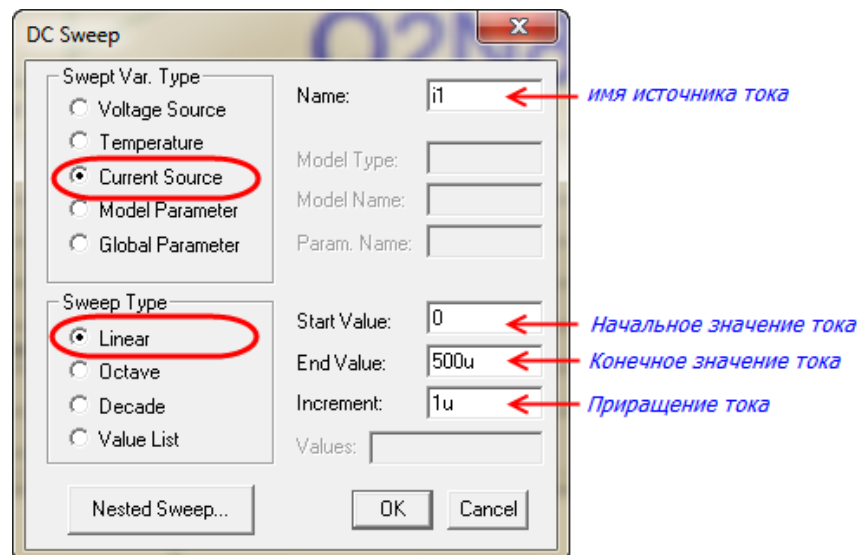 DC Sweep
Swept Var. Type
Voltage Source
Temperature
Current Source
Model Parameter
Global Parameter
Name: i1
имя источника тока
Model Type:
Model Name:
Param. Name:
Sweep Type
Linear
Octave
Decade
Value List
Start Value: 0
Начальное значение тока
End Value: 500u
Конечное значение тока
Increment: 1u
Приращение тока
Values:
Nested Sweep...
OK
Cancel